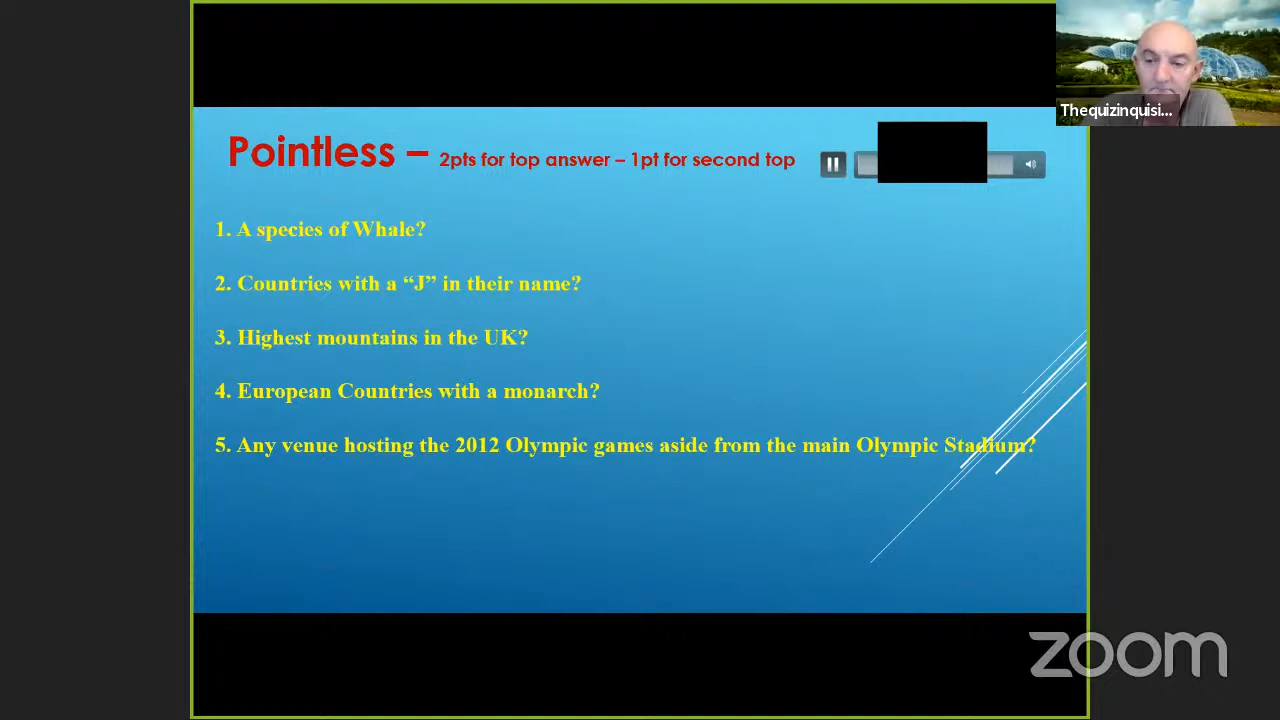 Thequizinquisi...
Pointless – 2pts for top answer – 1pt for second top
1. A species of Whale?
2. Countries with a “J” in their name?
3. Highest mountains in the UK?
4. European Countries with a monarch?
5. Any venue hosting the 2012 Olympic games aside from the main Olympic Stadium?
zoom